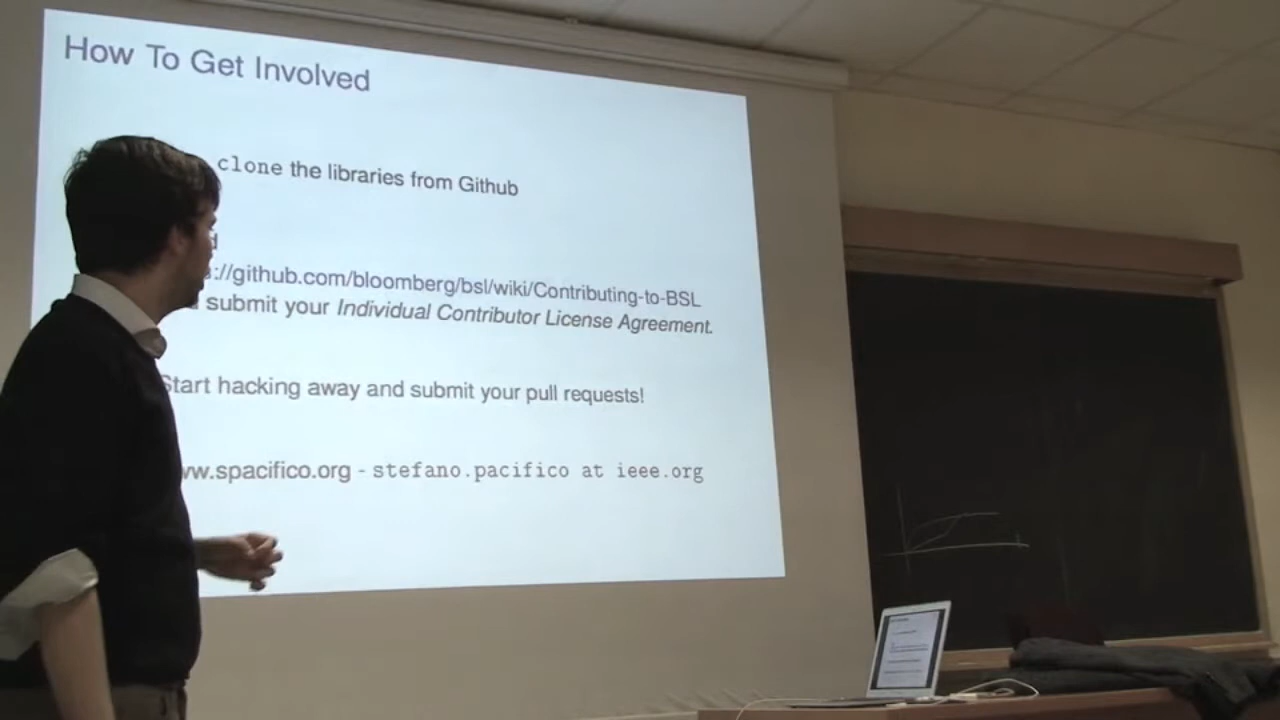 How To Get Involved
clone the libraries from Github
://github.com/bloomberg/bsl/wiki/Contributing-to-BSL
submit your Individual Contributor License Agreement.
Start hacking away and submit your pull requests!
ww.spacifico.org - stefano.pacifico at ieee.org